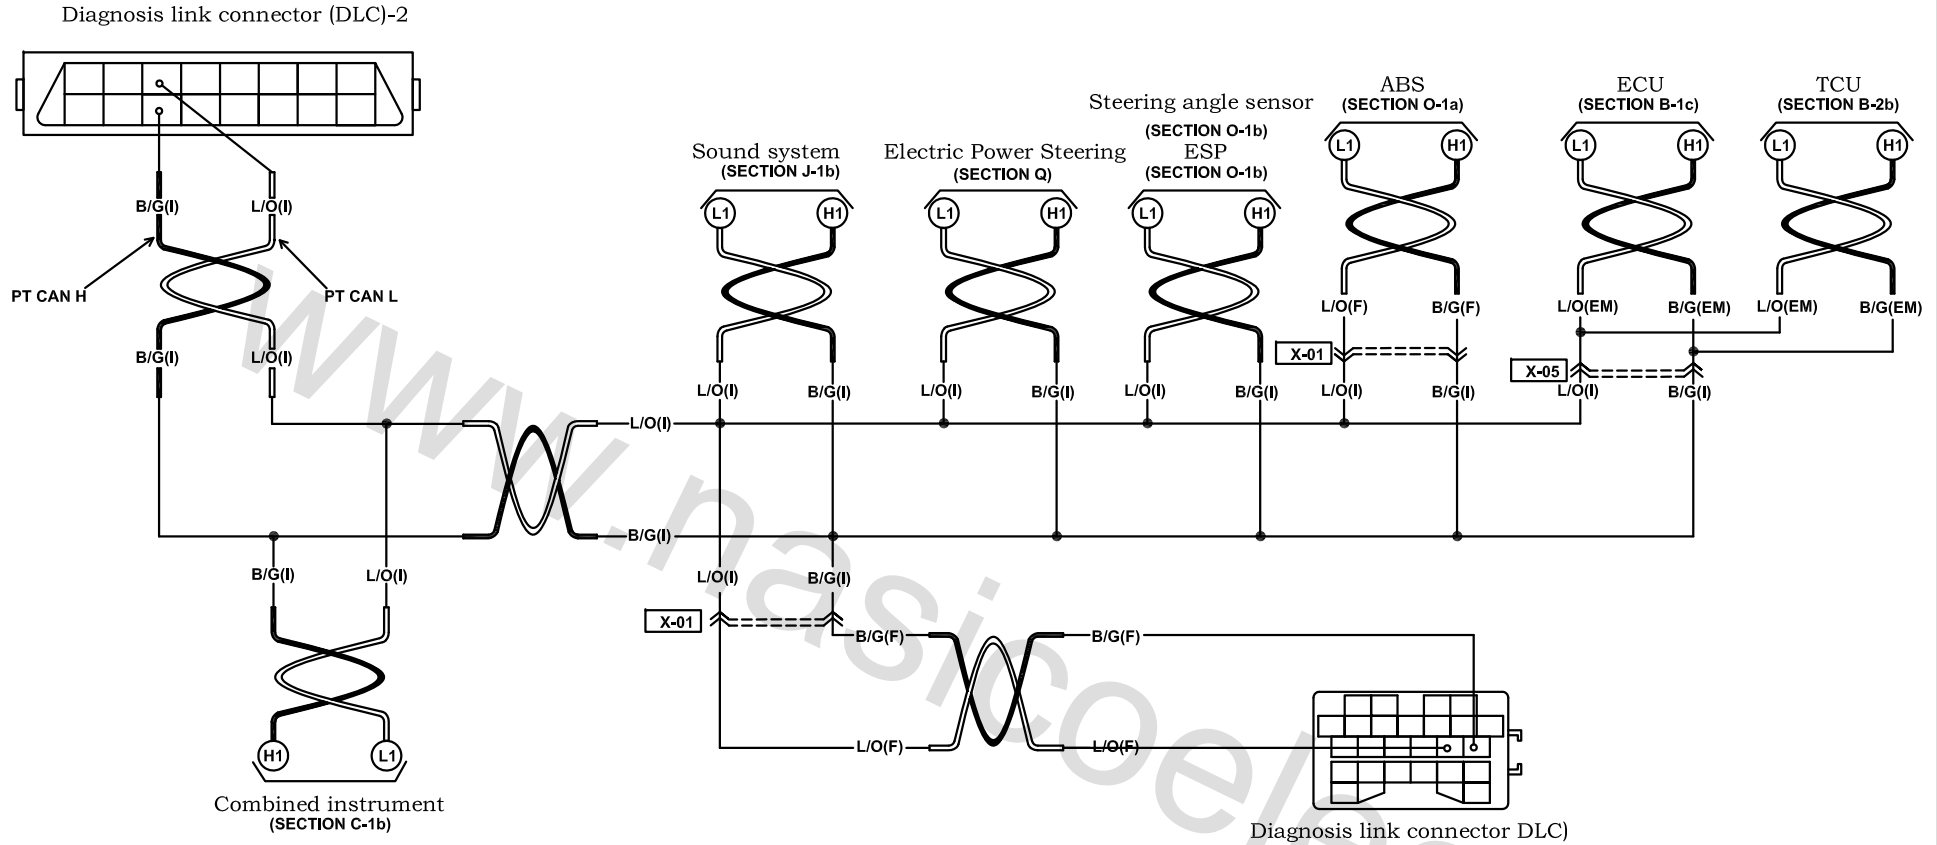 Diagnosis link connector (DLC)-2
ABS
(SECTION O-1a)
ECU
(SECTION B-1c)
TCU
(SECTION B-2b)
Steering angle sensor
(SECTION O-1b)
ESP
(SECTION O-1b)
Sound system
(SECTION J-1b)
Electric Power Steering
(SECTION Q)
L1 H1 L1 H1 L1 H1
L1 H1 L1 H1 L1 H1
B/G(I) L/O(I)
PT CAN H PT CAN L
L/O(F) B/G(F) L/O(EM) B/G(EM) L/O(EM) B/G(EM)
B/G(I) L/O(I)
X-01
X-05
L/O(I) B/G(I) L/O(I) B/G(I) L/O(I) B/G(I) L/O(I) B/G(I) L/O(I) B/G(I)
L/O(I)
B/G(I)
B/G(I) L/O(I) L/O(I) B/G(I)
X-01
B/G(F) B/G(F)
L/O(F) L/O(F)
H1 L1
Combined instrument
(SECTION C-1b)
Diagnosis link connector DLC)
www.nasicoele